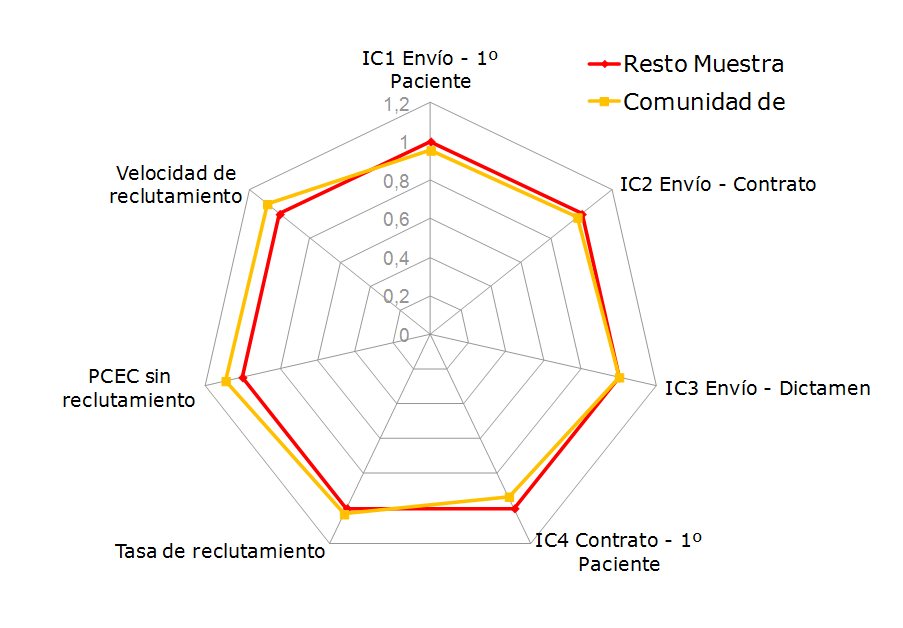 IC1 Envío - 1º
Paciente
Resto Muestra
Comunidad de
1,2
1
0,8
0,6
0,4
0,2
0
Velocidad de
reclutamiento
IC2 Envío - Contrato
PCEC sin
reclutamiento
IC3 Envío - Dictamen
Tasa de reclutamiento
IC4 Contrato - 1º
Paciente